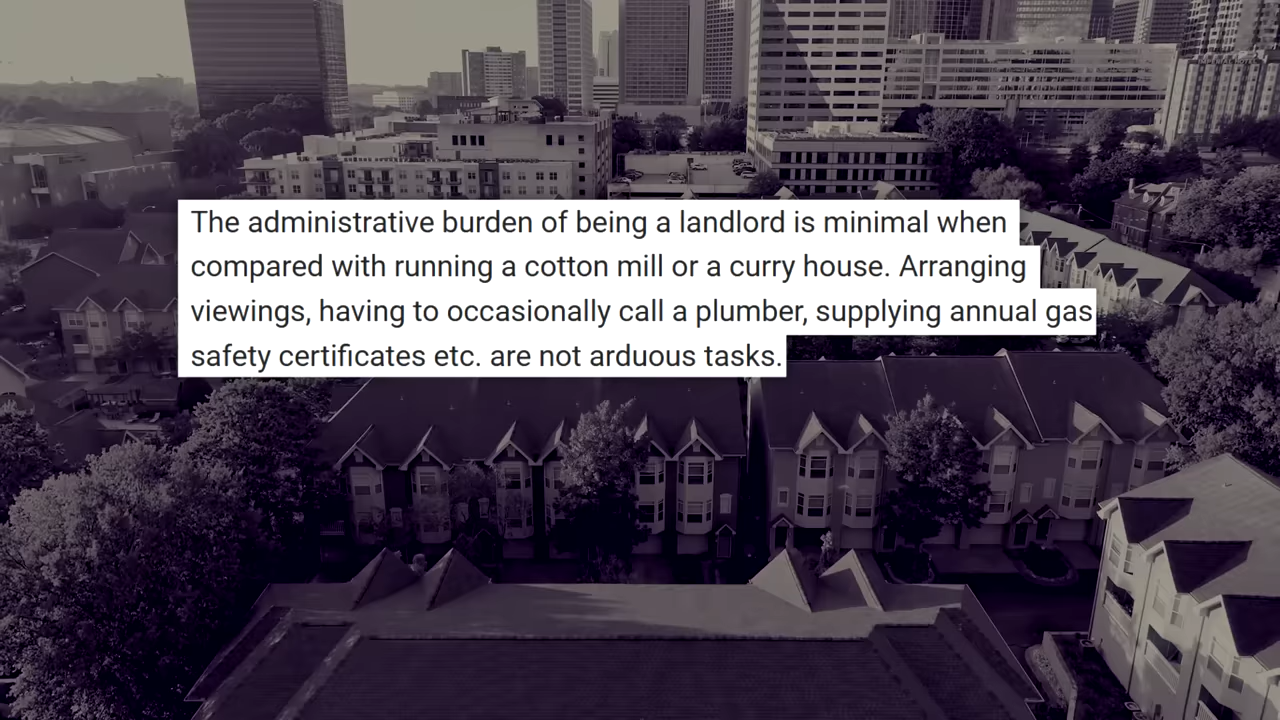 The administrative burden of being a landlord is minimal when
compared with running a cotton mill or a curry house. Arranging
viewings, having to occasionally call a plumber, supplying annual gas
safety certificates etc. are not arduous tasks.